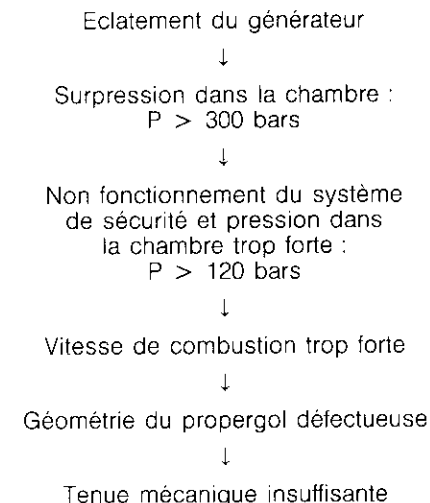 Eclatement du générateur
↓
Surpression dans la chambre :
P > 300 bars
↓
Non fonctionnement du système
de sécurité et pression dans
la chambre trop forte :
P > 120 bars
↓
Vitesse de combustion trop forte
↓
Géométrie du propergol défectueuse
↓
Tenue mécanique insuffisante